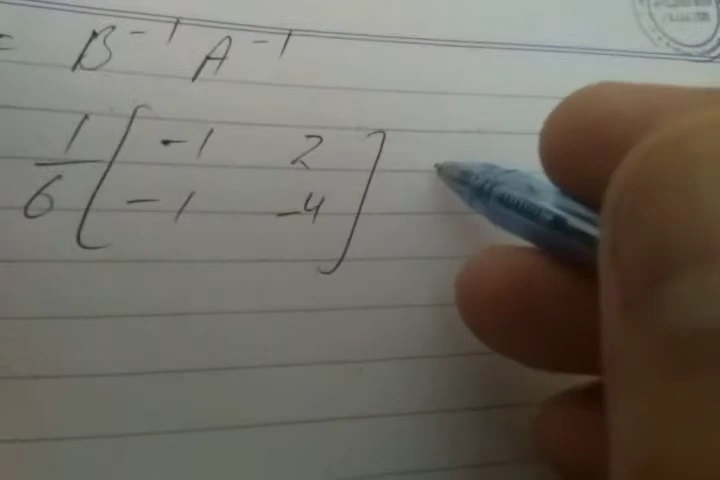 = B⁻¹ A⁻¹
1/6 [ -1 2
-1 -4 ]